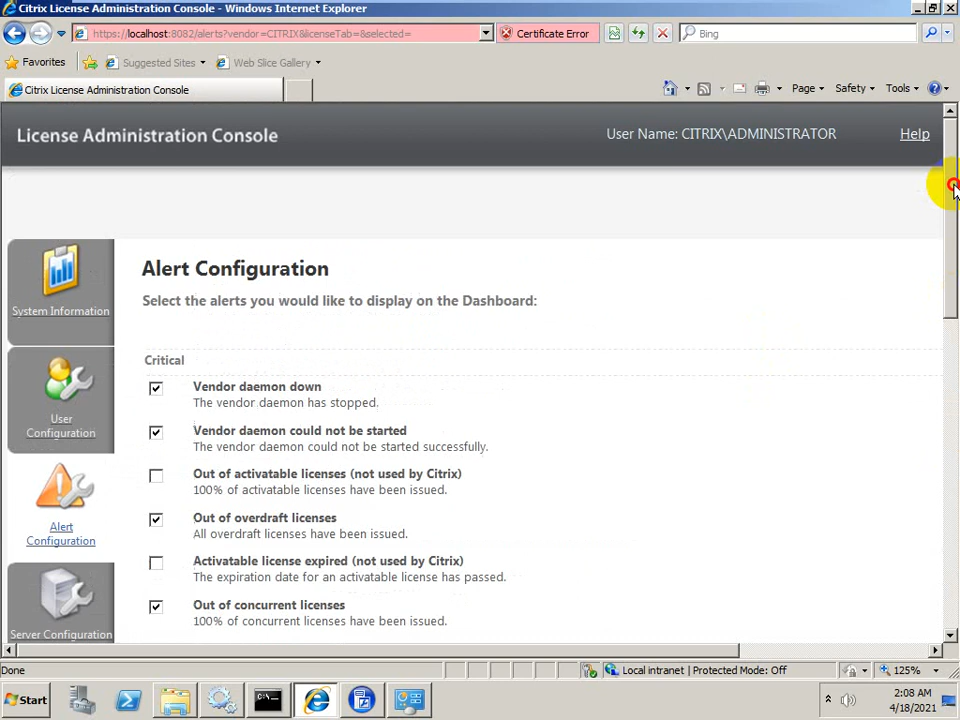 Citrix License Administration Console - Windows Internet Explorer
https://localhost:8082/alerts?vendor=CITRIX&licenseTab=&selected=
Certificate Error
Bing
Favorites
Suggested Sites
Web Slice Gallery
Citrix License Administration Console
Page
Safety
Tools
License Administration Console
User Name: CITRIX\ADMINISTRATOR
Help
System Information
User
Configuration
Alert
Configuration
Server Configuration
Alert Configuration
Select the alerts you would like to display on the Dashboard:
Critical
Vendor daemon down
The vendor daemon has stopped.
Vendor daemon could not be started
The vendor daemon could not be started successfully.
Out of activatable licenses (not used by Citrix)
100% of activatable licenses have been issued.
Out of overdraft licenses
All overdraft licenses have been issued.
Activatable license expired (not used by Citrix)
The expiration date for an activatable license has passed.
Out of concurrent licenses
100% of concurrent licenses have been issued.
Done
Local intranet | Protected Mode: Off
125%
Start
2:08 AM
4/18/2021